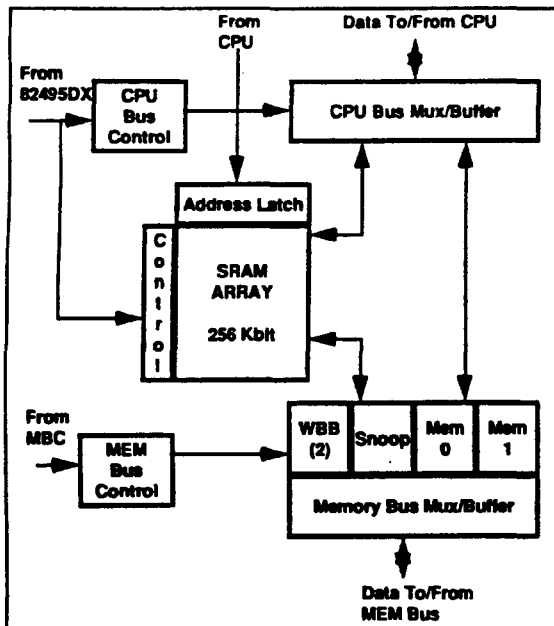 From
CPU
Data To/From CPU
From
82495DX
CPU
Bus
Control
CPU Bus Mux/Buffer
Address Latch
Control
SRAM
ARRAY
256 Kbit
From
MBC
MEM
Bus
Control
WBB
(2)
Snoop
Mem
0
Mem
1
Memory Bus Mux/Buffer
Data To/From
MEM Bus